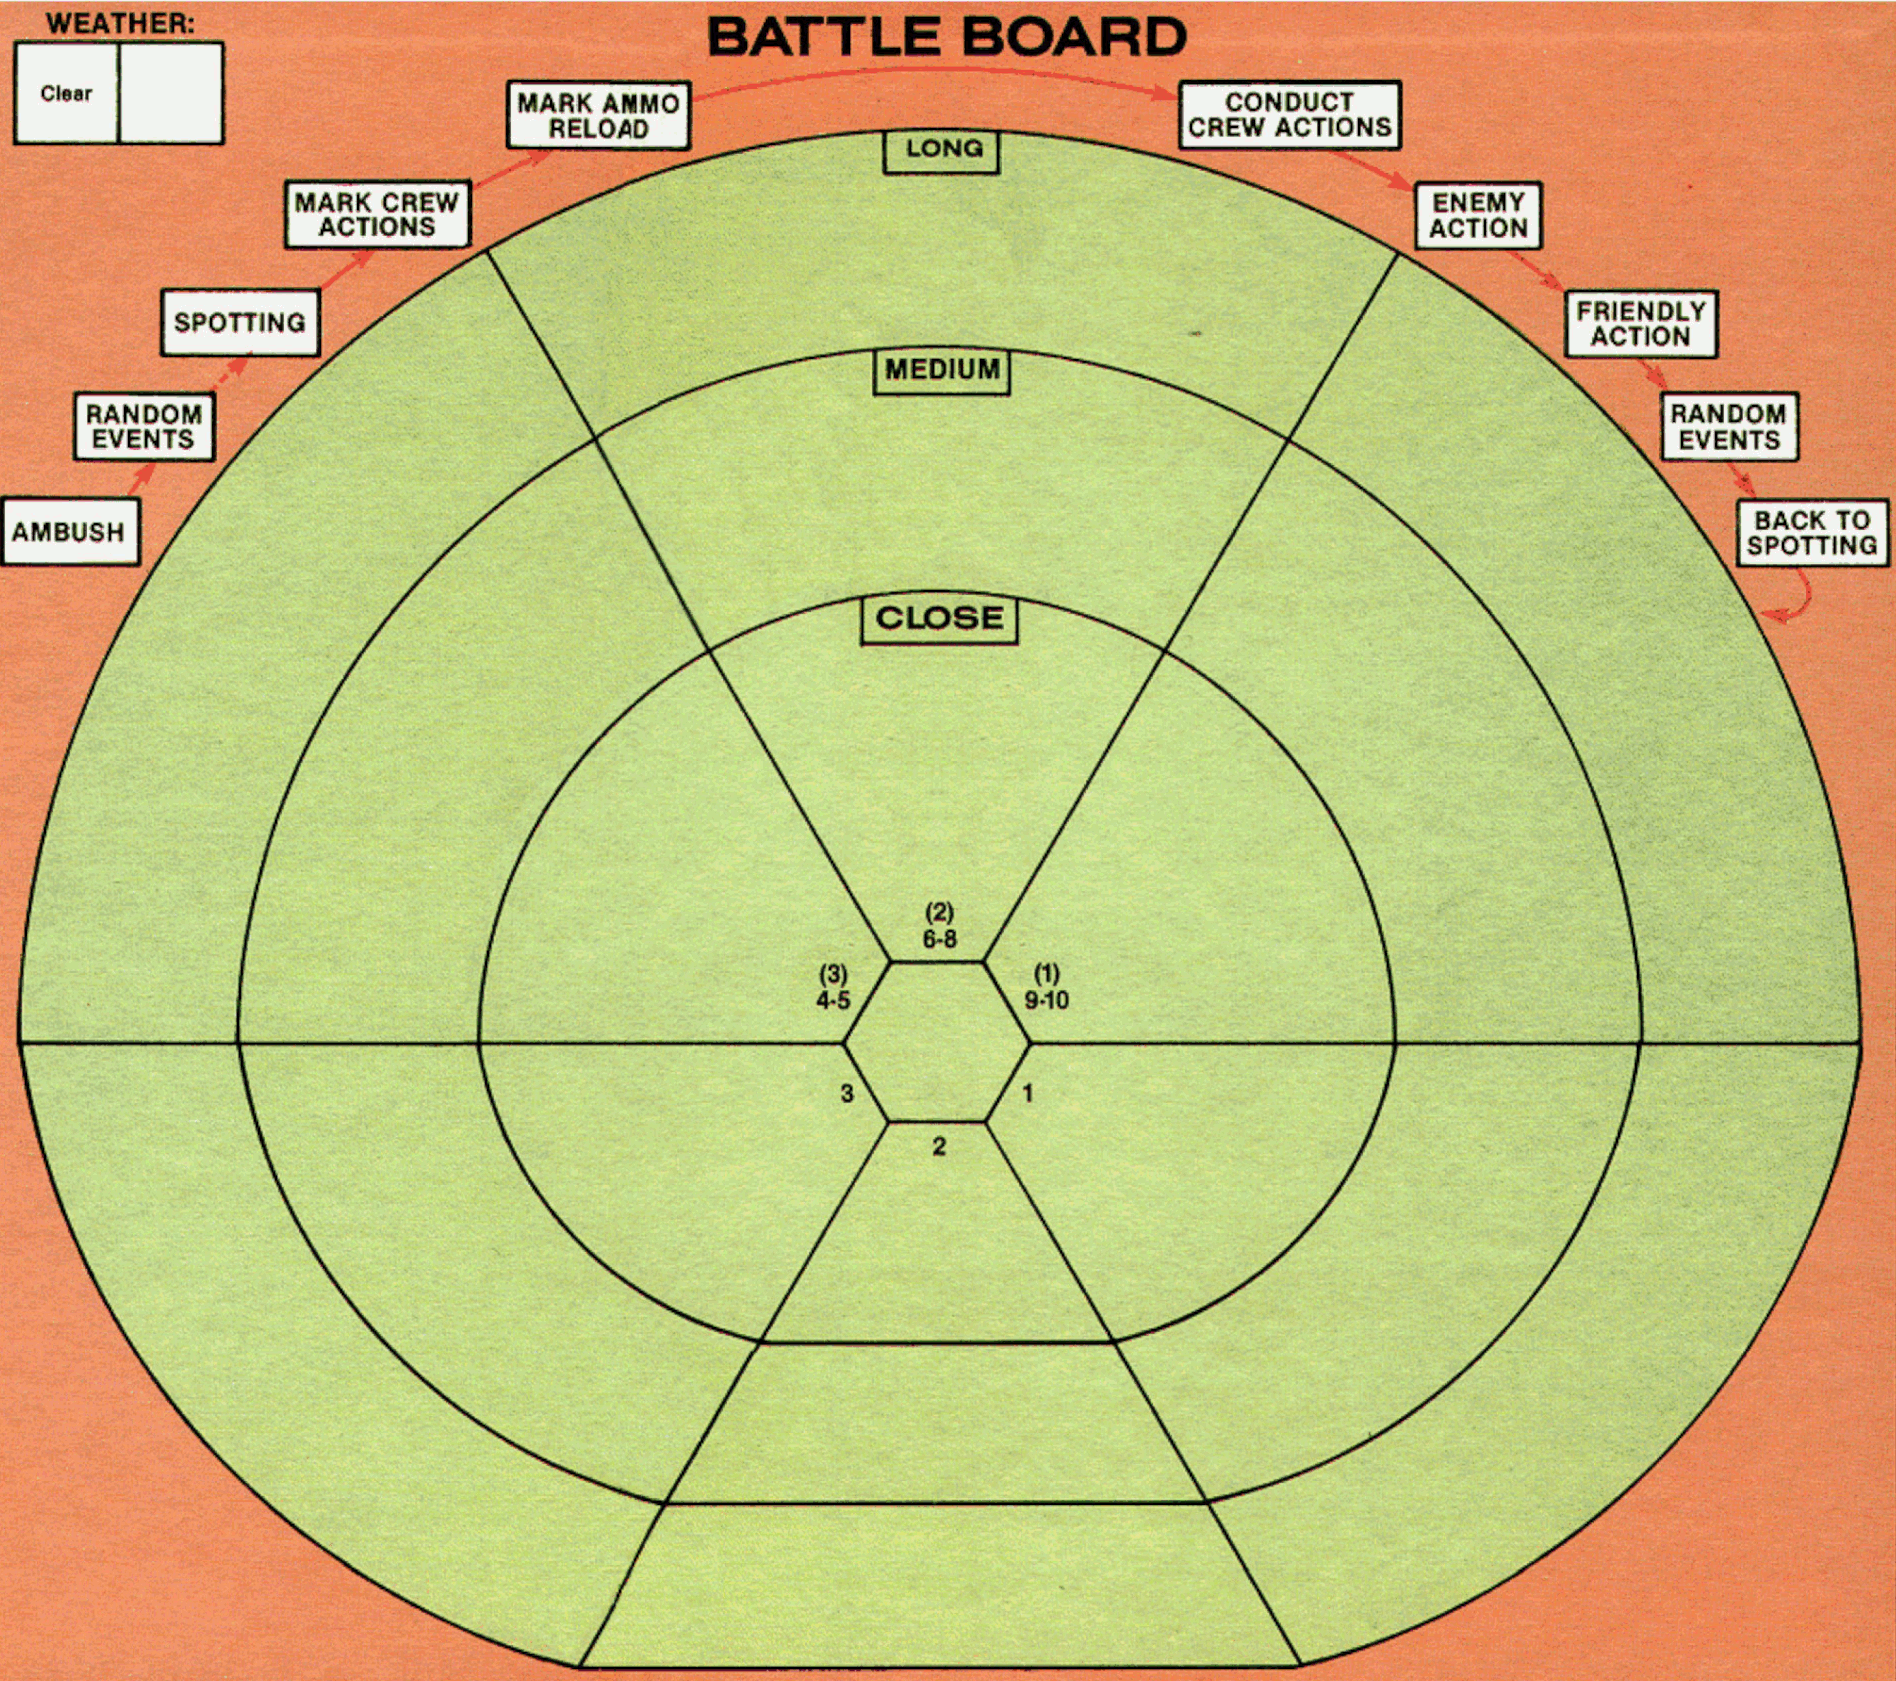 WEATHER:
Clear
BATTLE BOARD
MARK AMMO
RELOAD
CONDUCT
CREW ACTIONS
LONG
MARK CREW
ACTIONS
ENEMY
ACTION
SPOTTING
FRIENDLY
ACTION
MEDIUM
RANDOM
EVENTS
RANDOM
EVENTS
AMBUSH
BACK TO
SPOTTING
CLOSE
(2)
6-8
(3)
4-5
(1)
9-10
3
1
2